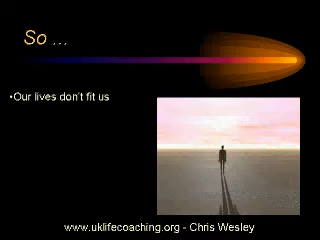 So ...
•Our lives don't fit us
www.uklifecoaching.org - Chris Wesley